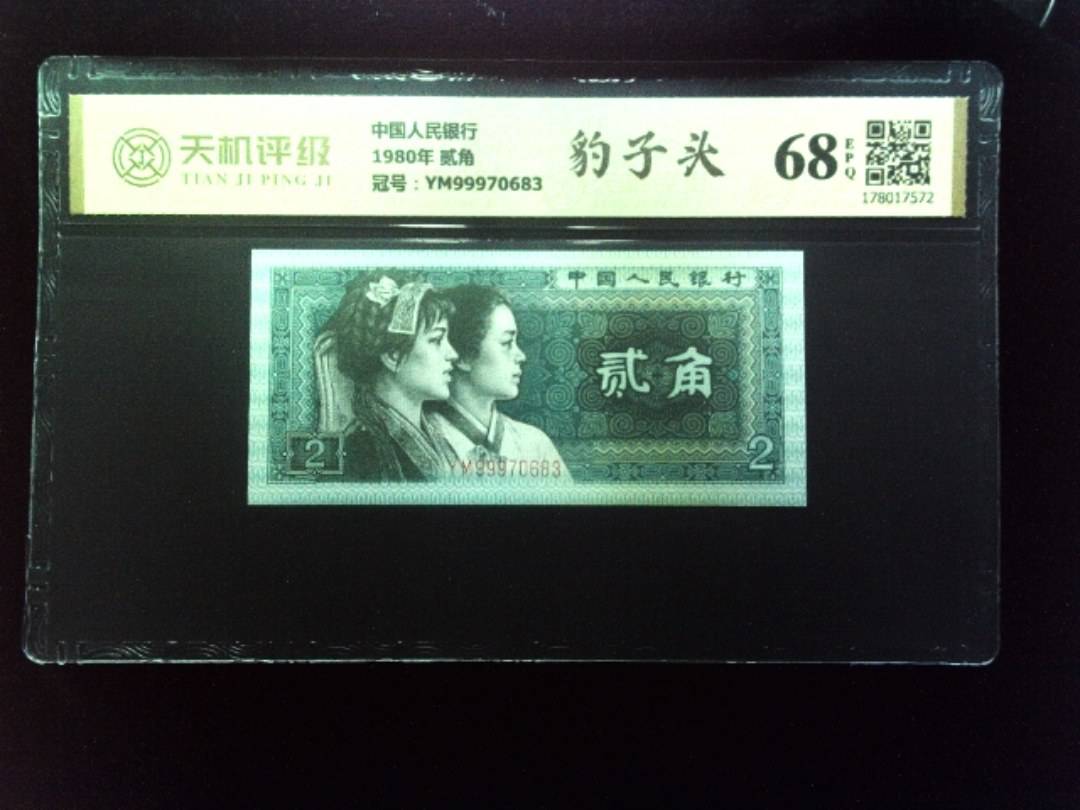 天机评级
TIAN JI PING JI
中国人民银行
1980年 贰角
冠号：YM99970683
豹子头
68
EPQ
178017572
中国人民银行
贰角
2
YM99970683
2